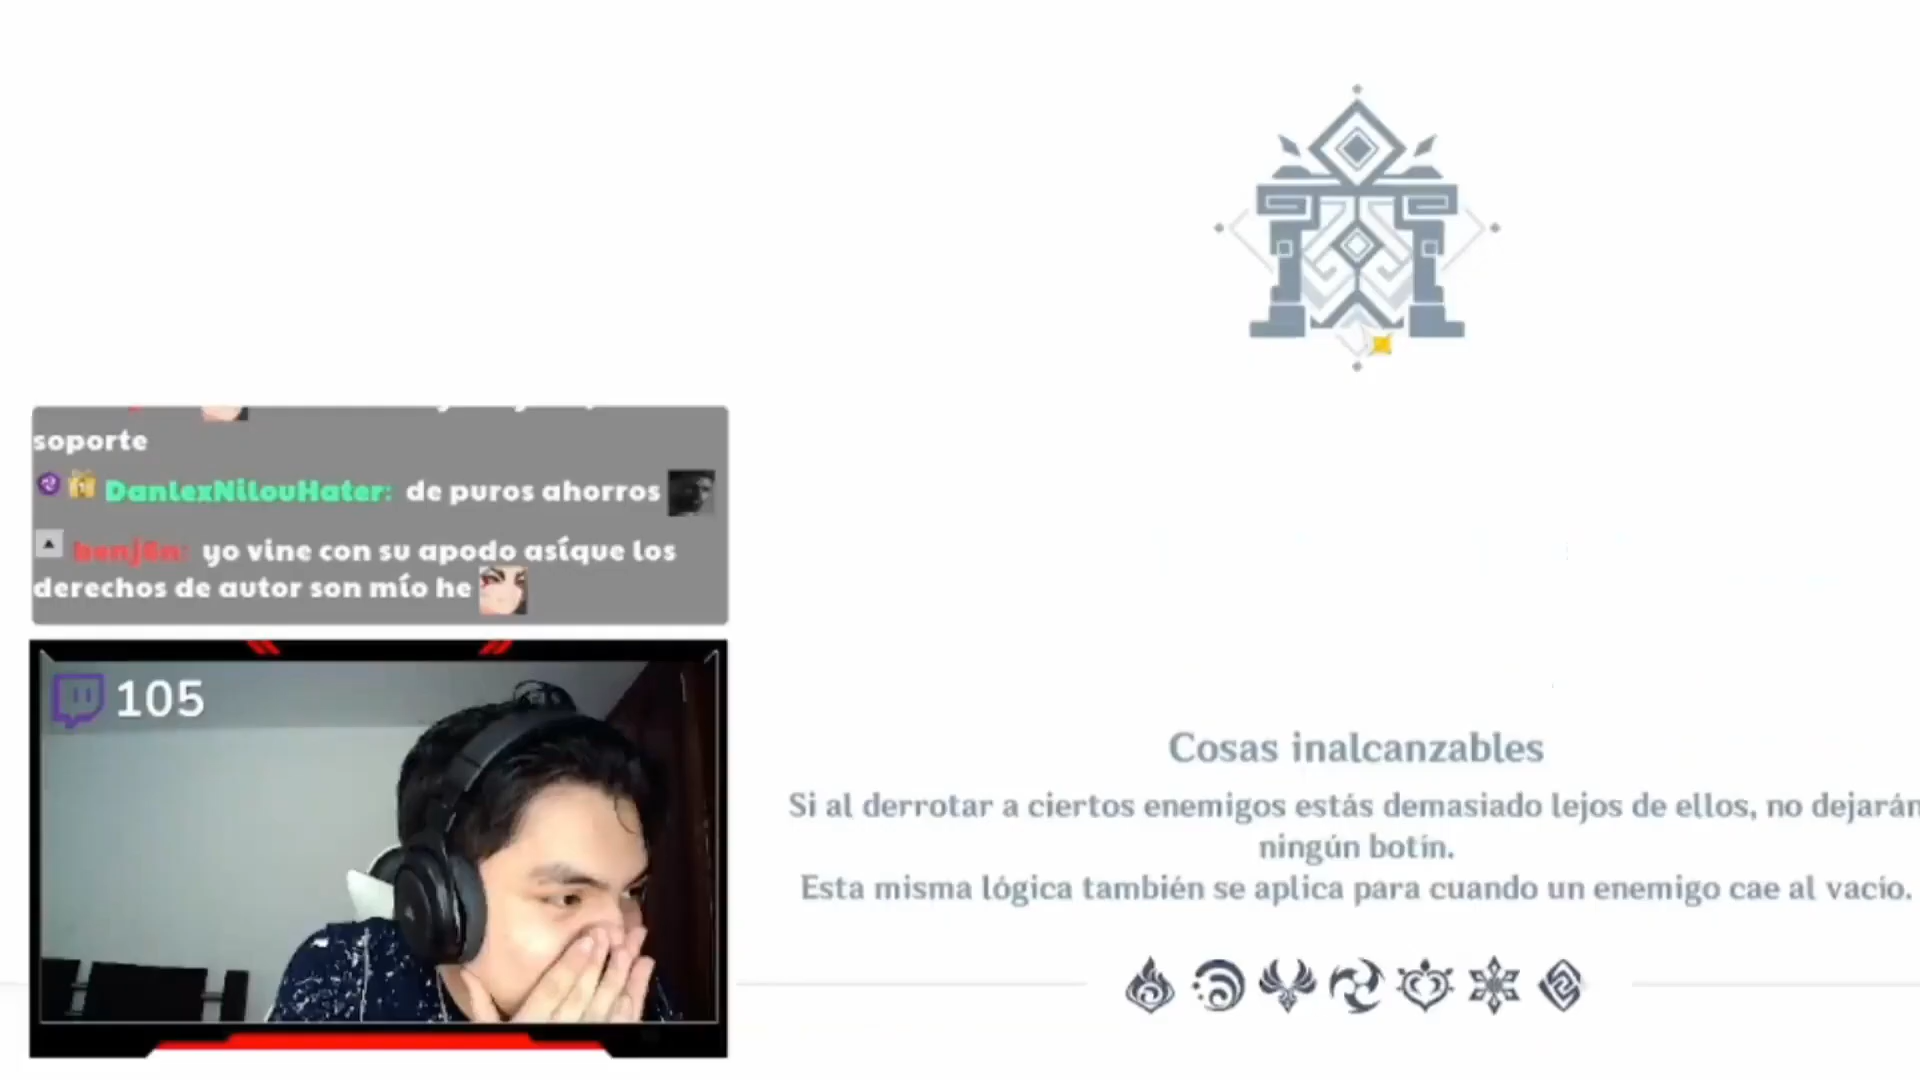 soporte
DanlexNilouHater: de puros ahorros
yo vine con su apodo asíque los
derechos de autor son mío he
105
Cosas inalcanzables
Si al derrotar a ciertos enemigos estás demasiado lejos de ellos, no dejarán
ningún botín.
Esta misma lógica también se aplica para cuando un enemigo cae al vacío.